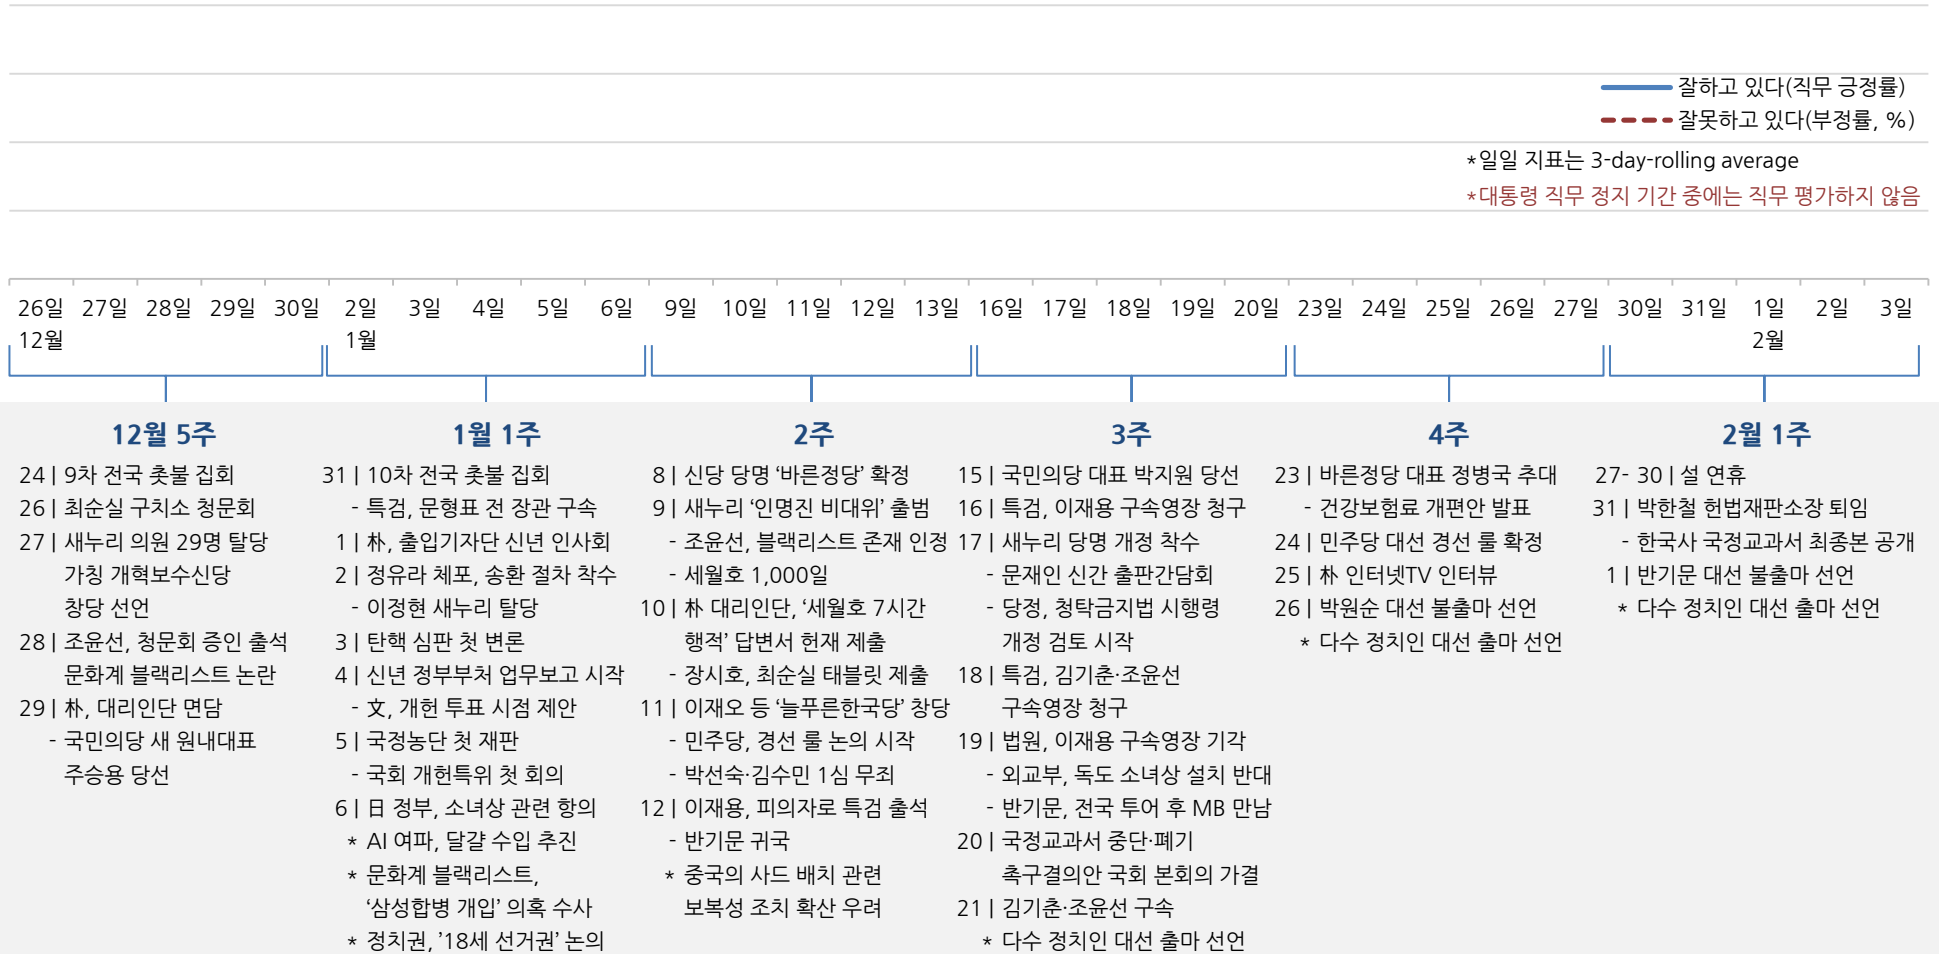 잘하고 있다(직무 긍정률)
잘못하고 있다(부정률, %)
*일일 지표는 3-day-rolling average
*대통령 직무 정지 기간 중에는 직무 평가하지 않음
26일 27일 28일 29일 30일 2일 3일 4일 5일 6일 9일 10일 11일 12일 13일 16일 17일 18일 19일 20일 23일 24일 25일 26일 27일 30일 31일 1일 2일 3일
12월 1월 2월
12월 5주
24 | 9차 전국 촛불 집회
26 | 최순실 구치소 청문회
27 | 새누리 의원 29명 탈당
가칭 개혁보수신당
창당 선언
28 | 조윤선, 청문회 증인 출석
문화계 블랙리스트 논란
29 | 朴, 대리인단 면담
- 국민의당 새 원내대표
주승용 당선
1월 1주
31 | 10차 전국 촛불 집회
- 특검, 문형표 전 장관 구속
1 | 朴, 출입기자단 신년 인사회
2 | 정유라 체포, 송환 절차 착수
- 이정현 새누리 탈당
3 | 탄핵 심판 첫 변론
4 | 신년 정부부처 업무보고 시작
- 文, 개헌 투표 시점 제안
5 | 국정농단 첫 재판
- 국회 개헌특위 첫 회의
6 | 日 정부, 소녀상 관련 항의
* AI 여파, 달걀 수입 추진
* 문화계 블랙리스트,
‘삼성합병 개입’ 의혹 수사
* 정치권, ’18세 선거권’ 논의
2주
8 | 신당 당명 ‘바른정당’ 확정
9 | 새누리 ‘인명진 비대위’ 출범
- 조윤선, 블랙리스트 존재 인정
- 세월호 1,000일
10 | 朴 대리인단, ‘세월호 7시간
행적’ 답변서 헌재 제출
- 장시호, 최순실 태블릿 제출
11 | 이재오 등 ‘늘푸른한국당’ 창당
- 민주당, 경선 룰 논의 시작
- 박선숙·김수민 1심 무죄
12 | 이재용, 피의자로 특검 출석
- 반기문 귀국
* 중국의 사드 배치 관련
보복성 조치 확산 우려
3주
15 | 국민의당 대표 박지원 당선
16 | 특검, 이재용 구속영장 청구
17 | 새누리 당명 개정 착수
- 문재인 신간 출판간담회
- 당정, 청탁금지법 시행령
개정 검토 시작
18 | 특검, 김기춘·조윤선
구속영장 청구
19 | 법원, 이재용 구속영장 기각
- 외교부, 독도 소녀상 설치 반대
- 반기문, 전국 투어 후 MB 만남
20 | 국정교과서 중단·폐기
촉구결의안 국회 본회의 가결
21 | 김기춘·조윤선 구속
* 다수 정치인 대선 출마 선언
4주
23 | 바른정당 대표 정병국 추대
- 건강보험료 개편안 발표
24 | 민주당 대선 경선 룰 확정
25 | 朴 인터넷TV 인터뷰
26 | 박원순 대선 불출마 선언
* 다수 정치인 대선 출마 선언
2월 1주
27- 30 | 설 연휴
31 | 박한철 헌법재판소장 퇴임
- 한국사 국정교과서 최종본 공개
1 | 반기문 대선 불출마 선언
* 다수 정치인 대선 출마 선언